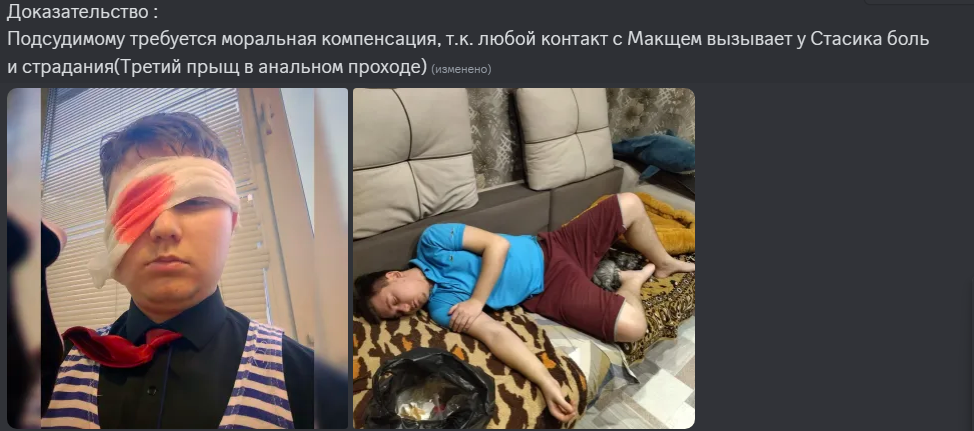 Доказательство :
Подсудимому требуется моральная компенсация, т.к. любой контакт с Макщем вызывает у Стасика боль
и страдания(Третий прыщ в анальном проходе) (изменено)